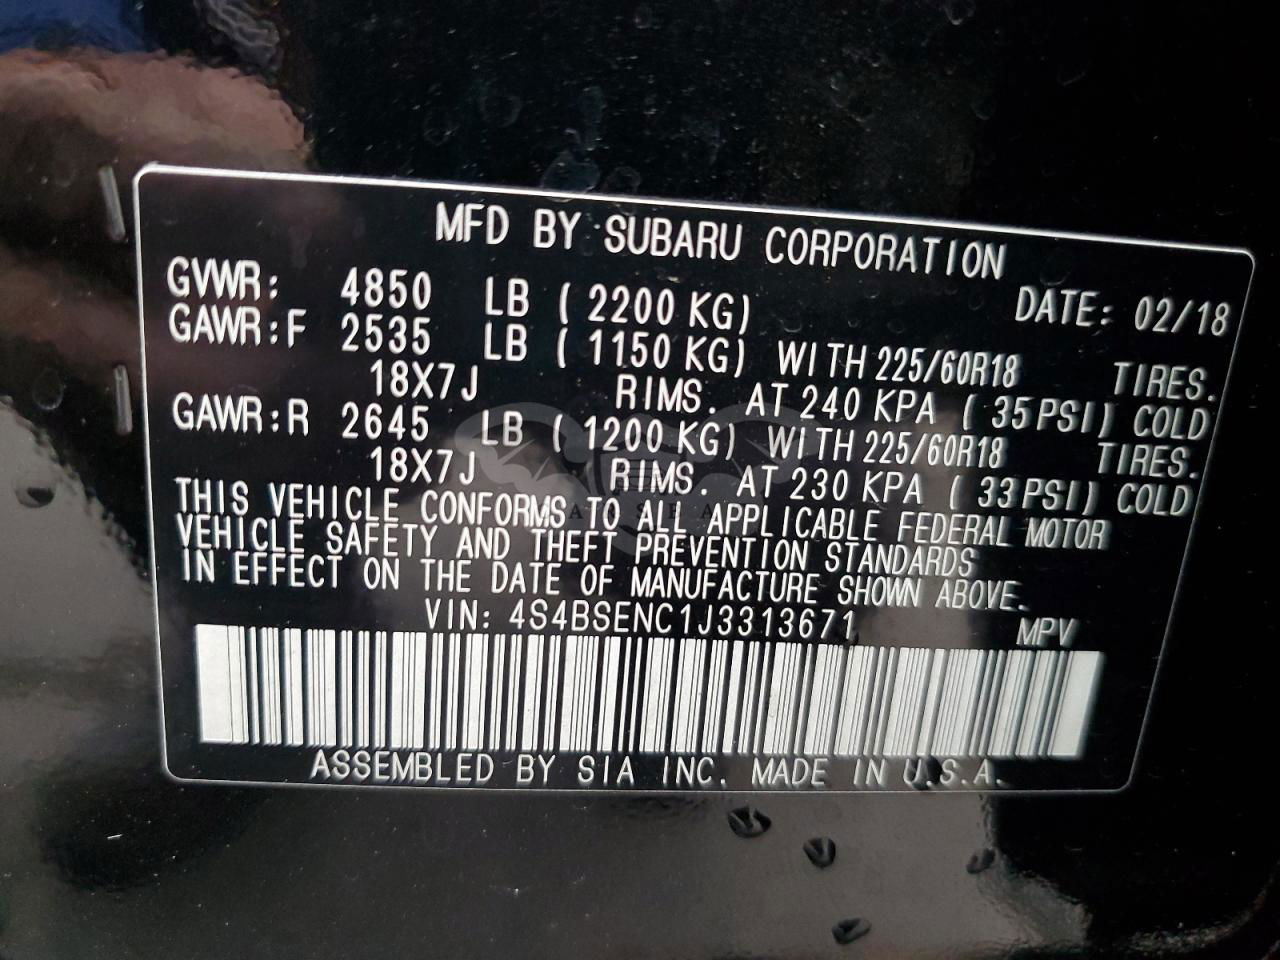 MFD BY SUBARU CORPORATION
GVWR: 4850 LB ( 2200 KG) DATE: 02/18
GAWR:F 2535 LB ( 1150 KG) WITH 225/60R18 TIRES.
18X7J RIMS. AT 240 KPA ( 35PSI) COLD
GAWR:R 2645 LB ( 1200 KG) WITH 225/60R18 TIRES.
18X7J RIMS. AT 230 KPA ( 33PSI) COLD
THIS VEHICLE CONFORMS TO ALL APPLICABLE FEDERAL MOTOR
VEHICLE SAFETY AND THEFT PREVENTION STANDARDS
IN EFFECT ON THE DATE OF MANUFACTURE SHOWN ABOVE.
VIN: 4S4BSENC1J3313671 MPV
ASSEMBLED BY SIA INC. MADE IN U.S.A.